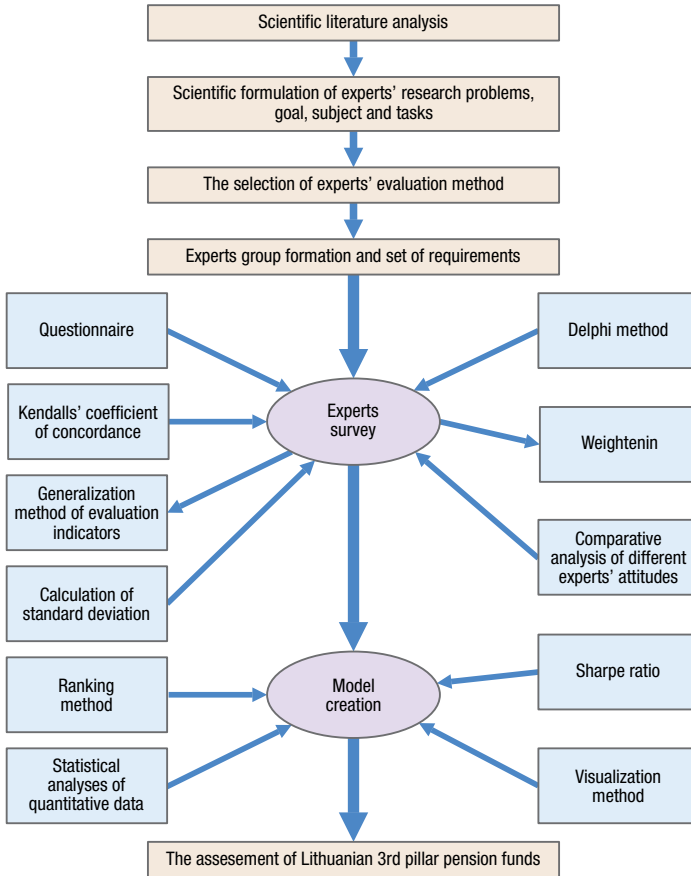 Scientific literature analysis
Scientific formulation of experts’ research problems,
goal, subject and tasks
The selection of experts’ evaluation method
Experts group formation and set of requirements
Questionnaire
Delphi method
Kendalls’ coefficient
of concordance
Experts
survey
Weightenin
Generalization
method of evaluation
indicators
Comparative
analysis of different
experts’ attitudes
Calculation of
standard deviation
Ranking
method
Model
creation
Sharpe ratio
Statistical
analyses of
quantitative data
Visualization
method
The assesement of Lithuanian 3rd pillar pension funds